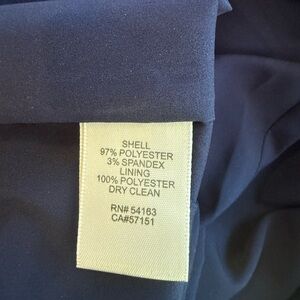 SHELL
97% POLYESTER
3% SPANDEX
LINING
100% POLYESTER
DRY CLEAN
RN# 54163
CA#57151